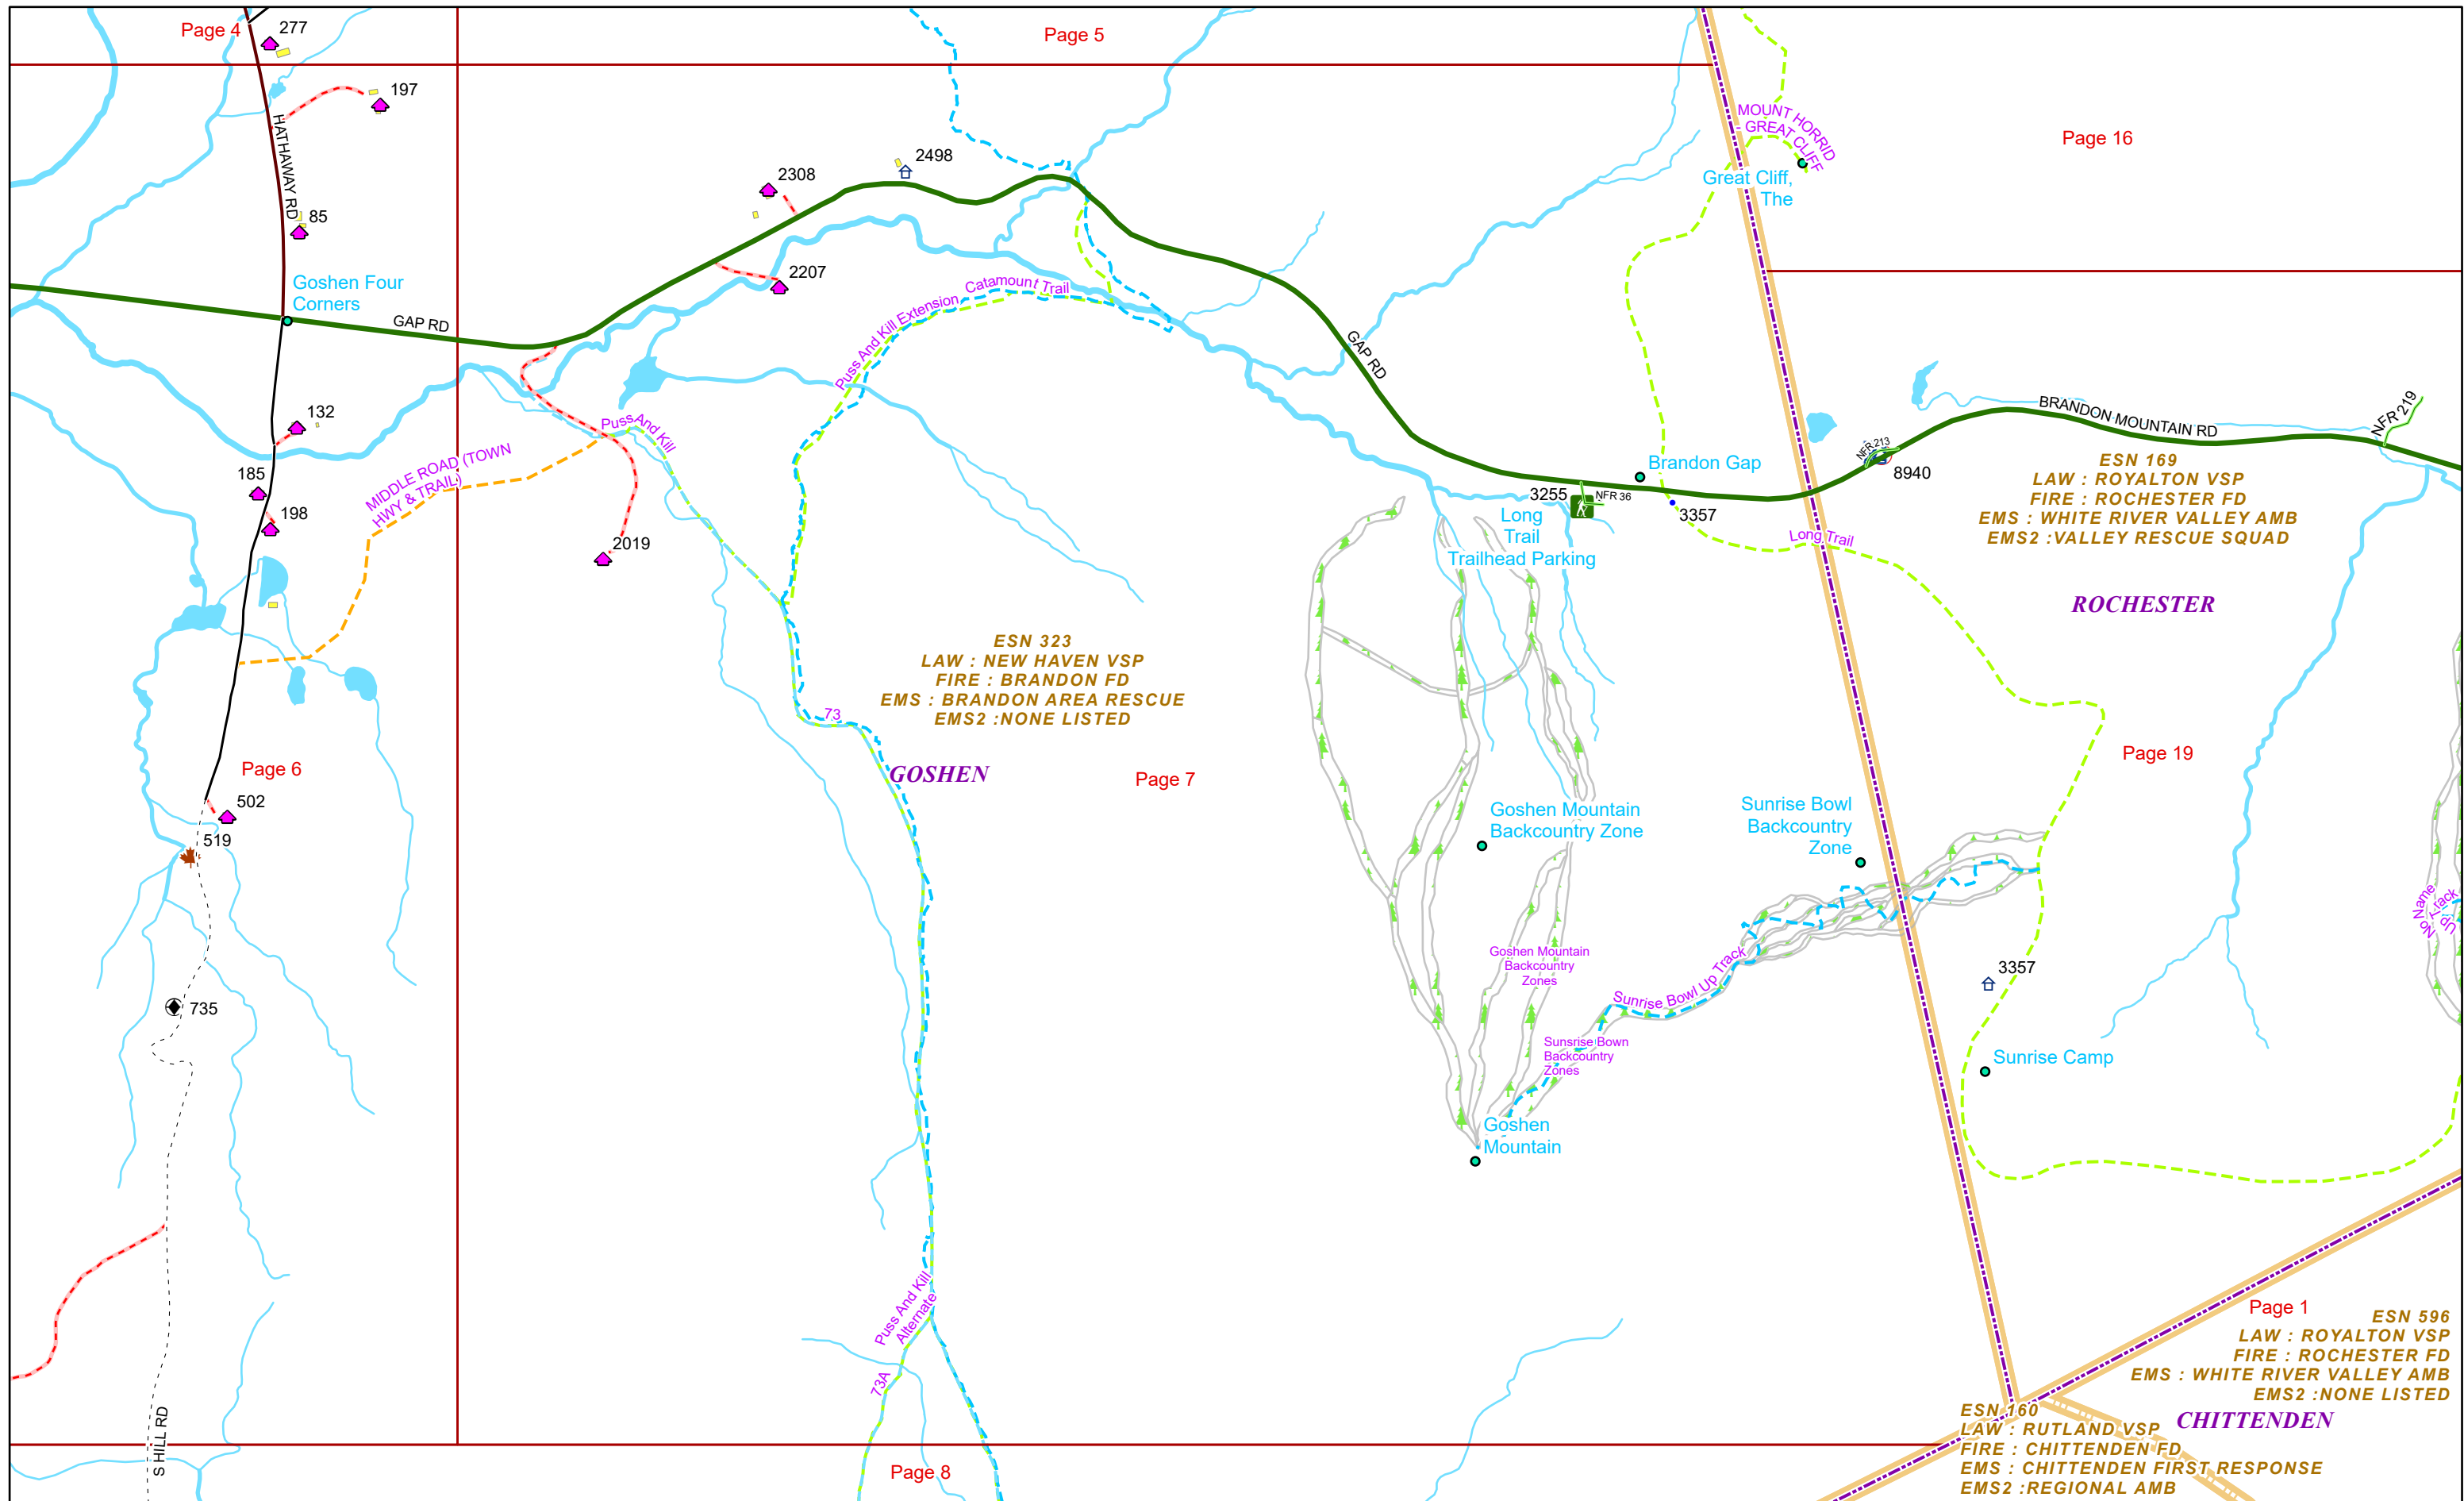 Page 4
277
Page 5
197
HATHAWAY RD
MOUNT HORRID
- GREAT CLIFF
Page 16
2498
2308
Great Cliff,
The
85
2207
Goshen Four
Corners
Catamount Trail
Puss And Kill Extension
GAP RD
GAP RD
132
Puss And Kill
MIDDLE ROAD (TOWN
HWY & TRAIL)
BRANDON MOUNTAIN RD
NFR 219
NFR 213
8940
Brandon Gap
185
198
3255
NFR 36
3357
Long
Trail
Trailhead Parking
Long Trail
2019
ESN 169
LAW : ROYALTON VSP
FIRE : ROCHESTER FD
EMS : WHITE RIVER VALLEY AMB
EMS2 :VALLEY RESCUE SQUAD
ROCHESTER
ESN 323
LAW : NEW HAVEN VSP
FIRE : BRANDON FD
EMS : BRANDON AREA RESCUE
EMS2 :NONE LISTED
73
GOSHEN
Page 6
Page 7
Page 19
502
519
Goshen Mountain
Backcountry Zone
Sunrise Bowl
Backcountry
Zone
No Name
Up Track
Goshen Mountain
Backcountry
Zones
Sunrise Bowl Up Track
3357
735
Sunsrise Bown
Backcountry
Zones
Sunrise Camp
Goshen
Mountain
Puss And Kill
Alternate
73A
Page 1
ESN 596
LAW : ROYALTON VSP
FIRE : ROCHESTER FD
EMS : WHITE RIVER VALLEY AMB
EMS2 :NONE LISTED
CHITTENDEN
ESN 160
LAW : RUTLAND VSP
FIRE : CHITTENDEN FD
EMS : CHITTENDEN FIRST RESPONSE
EMS2 :REGIONAL AMB
S HILL RD
Page 8